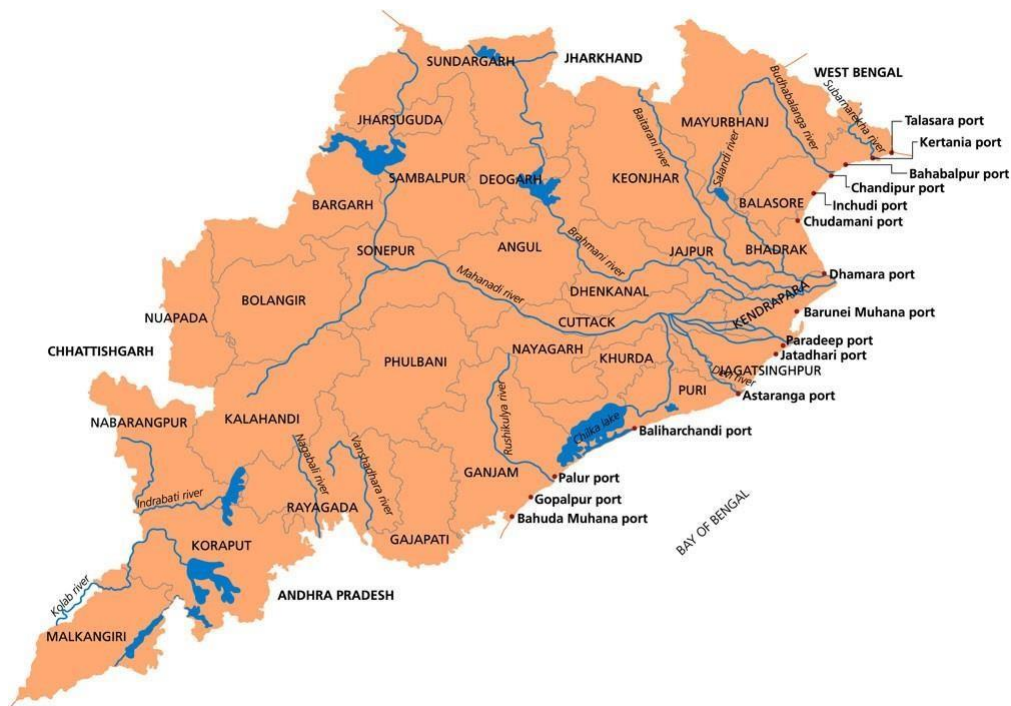 SUNDARGARH
JHARKHAND
WEST BENGAL
JHARSUGUDA
MAYURBHANJ
Budhabalanga river
Subarnarekha river
Talasara port
Kertania port
Bahabalpur port
Chandipur port
Inchudi port
Chudamani port
Baitarani river
Salandi river
SAMBALPUR
DEOGARH
KEONJHAR
BARGARH
BALASORE
SONEPUR
ANGUL
JAJPUR
BHADRAK
Brahmani river
Dhamara port
Mahanadi river
DHENKANAL
BOLANGIR
KENDRAPARA
NUAPADA
CUTTACK
Barunei Muhana port
CHHATTISHGARH
PHULBANI
NAYAGARH
KHURDA
Paradeep port
Jatadhari port
JAGATSINGHPUR
Devi river
PURI
Astaranga port
NABARANGPUR
KALAHANDI
Rushikulya river
Chilka lake
Baliharchandi port
Nagabali river
Vanshadhara river
GANJAM
Palur port
Indrabati river
RAYAGADA
Gopalpur port
Bahuda Muhana port
GAJAPATI
BAY OF BENGAL
KORAPUT
Kolab river
ANDHRA PRADESH
MALKANGIRI